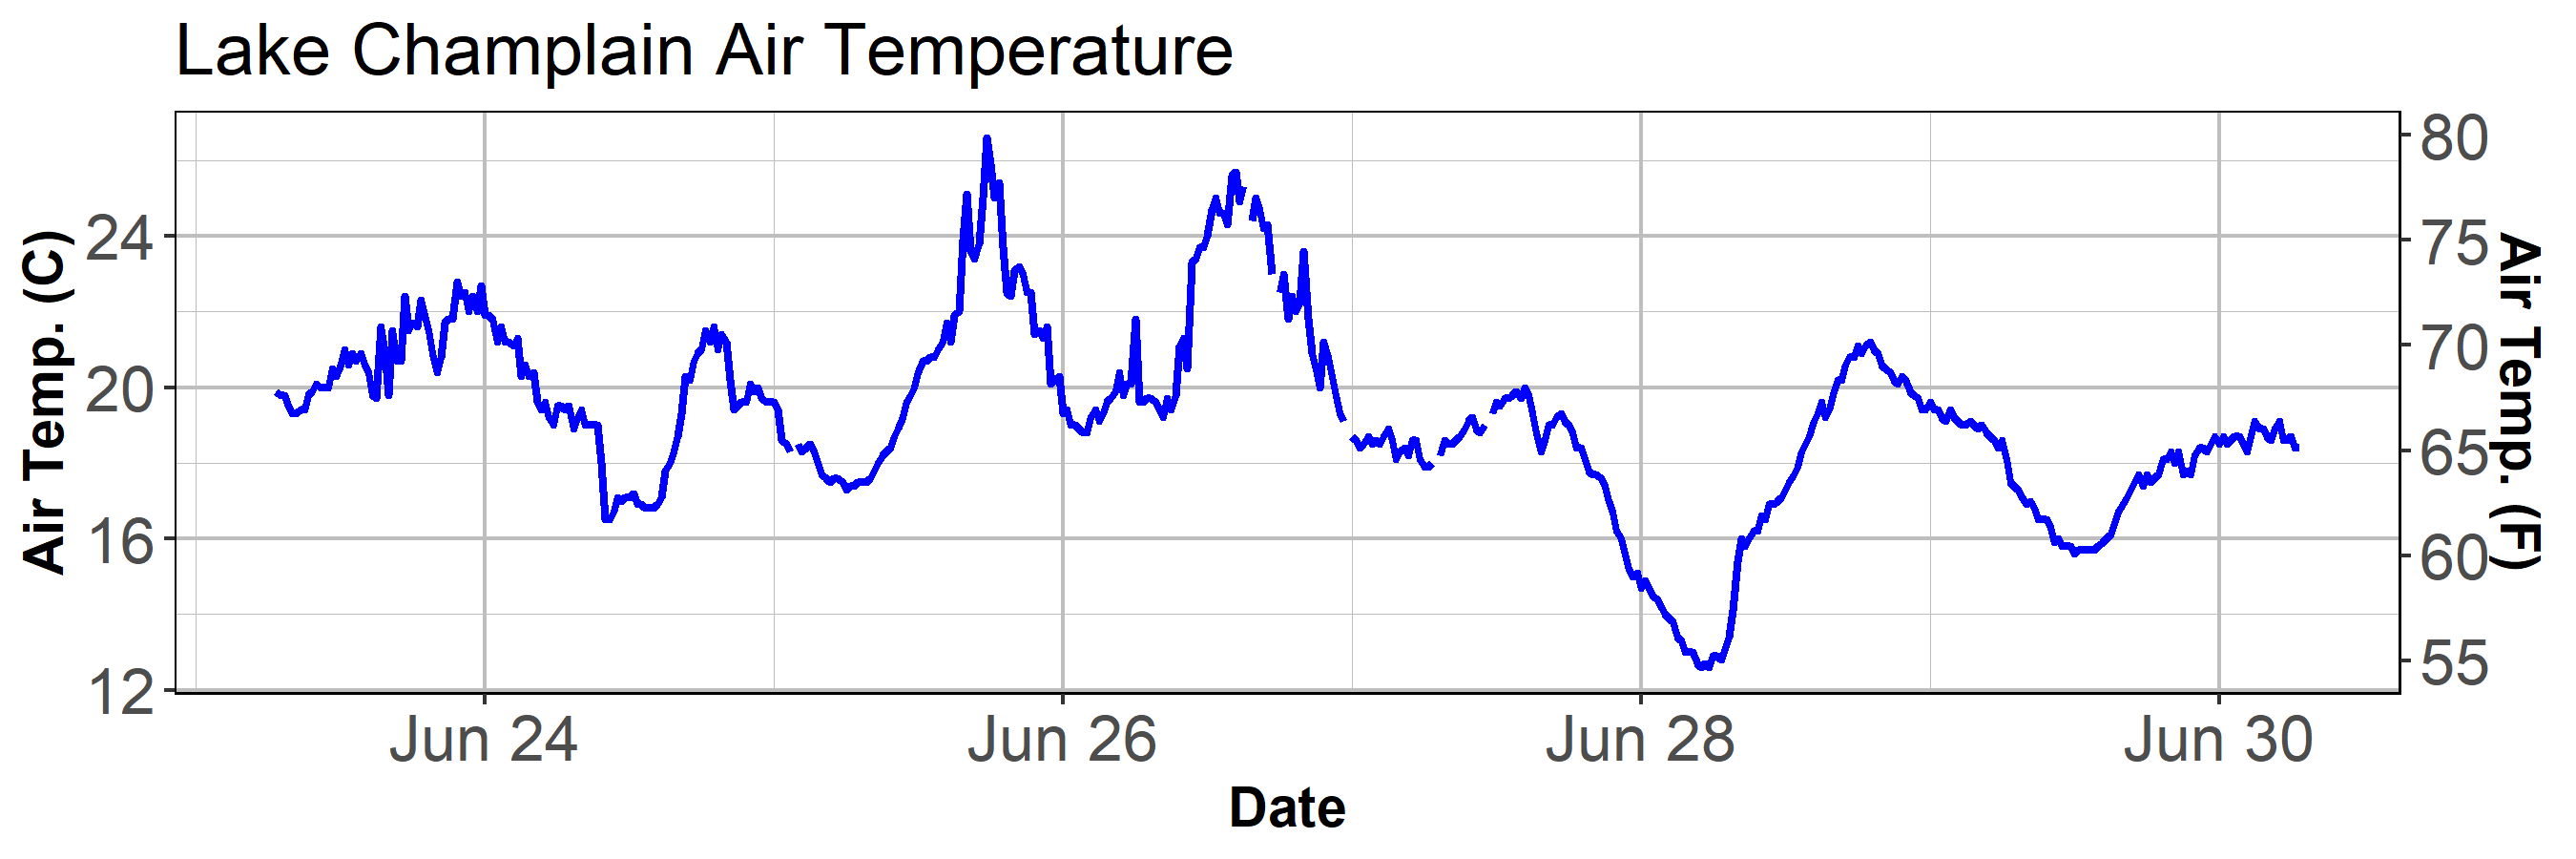 Lake Champlain Air Temperature
Air Temp. (C)
24
20
16
12
80
75
70
65
60
55
Air Temp. (F)
Jun 24
Jun 26
Jun 28
Jun 30
Date